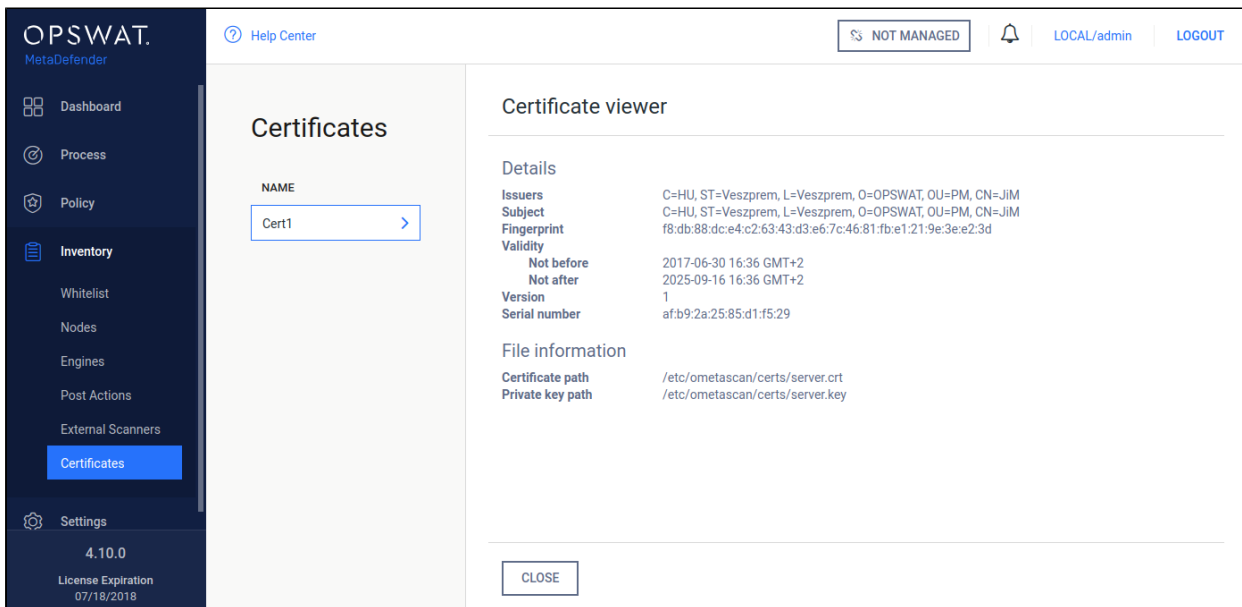 OPSWAT.
MetaDefender
Dashboard
Process
Policy
Inventory
Whitelist
Nodes
Engines
Post Actions
External Scanners
Certificates
Settings
4.10.0
License Expiration
07/18/2018
Help Center
NOT MANAGED
LOCAL/admin
LOGOUT
Certificates
NAME
Cert1
Certificate viewer
Details
Issuers C=HU, ST=Veszprem, L=Veszprem, O=OPSWAT, OU=PM, CN=JiM
Subject C=HU, ST=Veszprem, L=Veszprem, O=OPSWAT, OU=PM, CN=JiM
Fingerprint f8:db:88:dc:e4:c2:63:43:d3:e6:7c:46:81:fb:e1:21:9e:3e:e2:3d
Validity
Not before 2017-06-30 16:36 GMT+2
Not after 2025-09-16 16:36 GMT+2
Version 1
Serial number af:b9:2a:25:85:d1:f5:29
File information
Certificate path /etc/ometascan/certs/server.crt
Private key path /etc/ometascan/certs/server.key
CLOSE